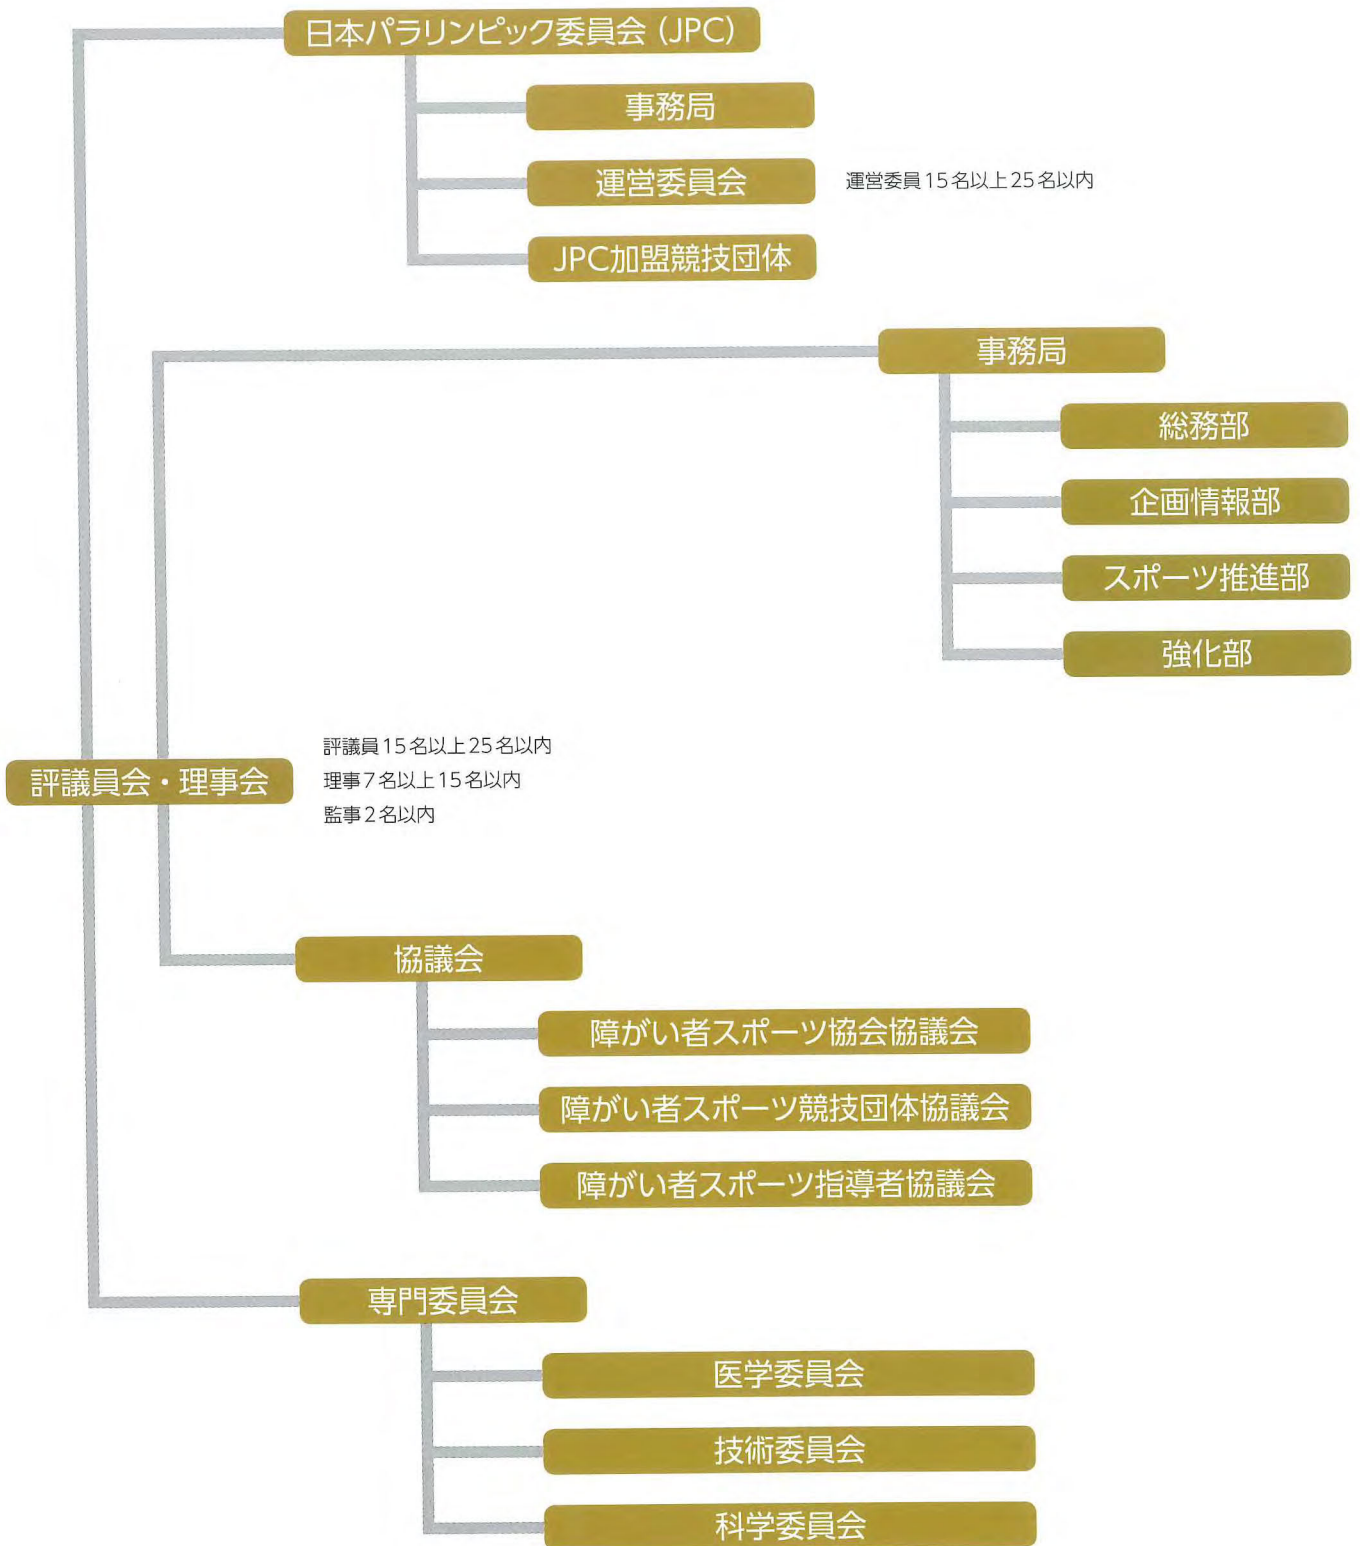 日本パラリンピック委員会（JPC）
事務局
運営委員会
運営委員15名以上25名以内
JPC加盟競技団体
事務局
総務部
企画情報部
スポーツ推進部
強化部
評議員会・理事会
評議員15名以上25名以内
理事7名以上15名以内
監事2名以内
協議会
障がい者スポーツ協会協議会
障がい者スポーツ競技団体協議会
障がい者スポーツ指導者協議会
専門委員会
医学委員会
技術委員会
科学委員会